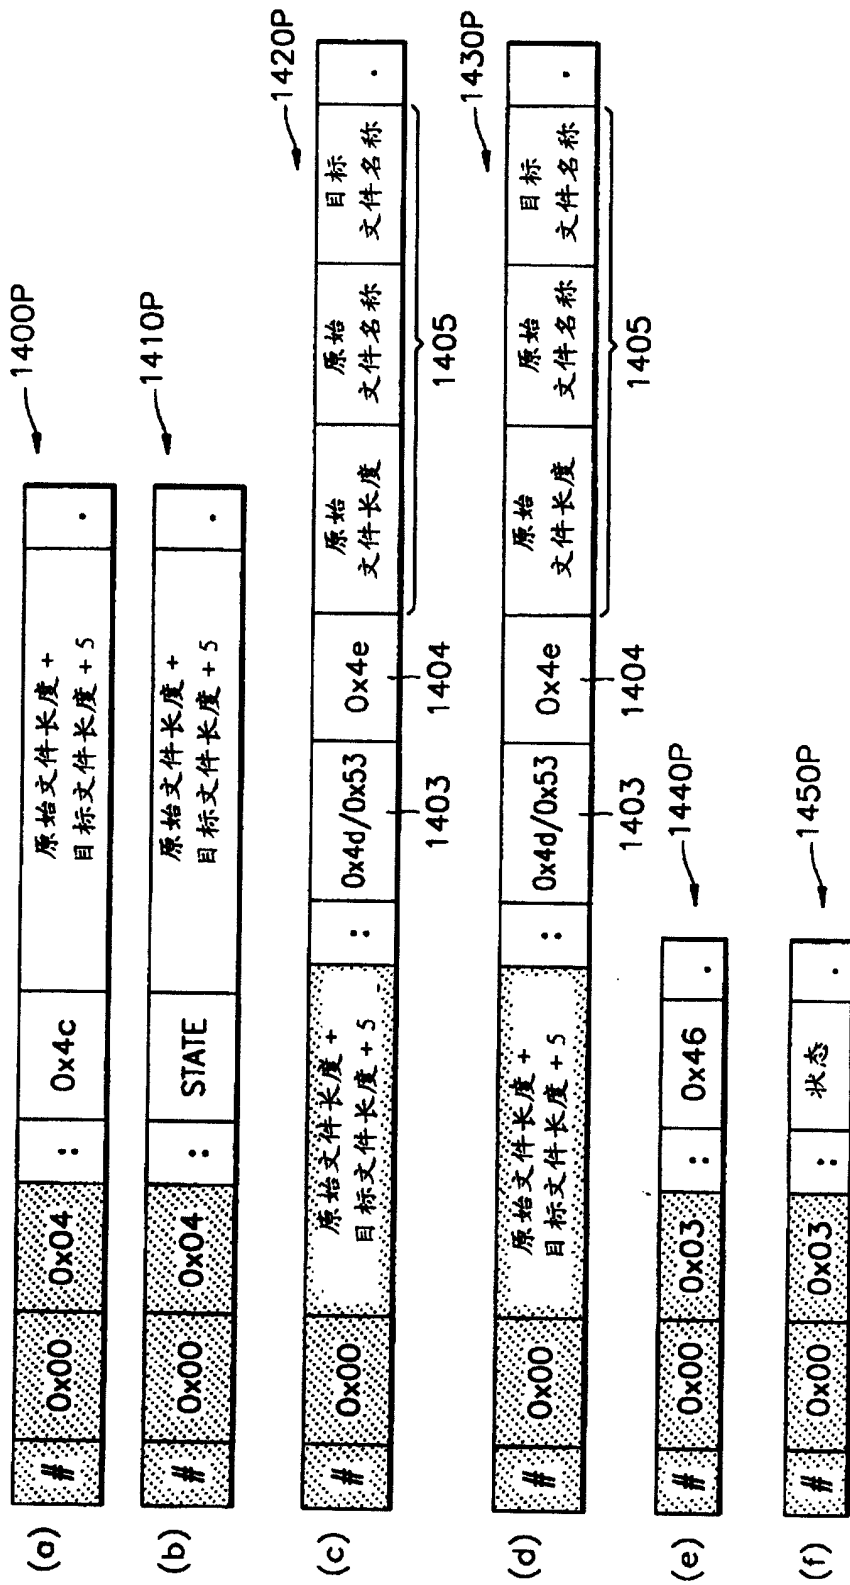 (a)
#
0x00
0x04
:
0x4c
原始文件长度 +
目标文件长度 + 5
.
1400P
(b)
#
0x00
0x04
:
STATE
原始文件长度 +
目标文件长度 + 5
.
1410P
(c)
#
0x00
原始文件长度 +
目标文件长度 + 5
:
0x4d/0x53
0x4e
原始
文件长度
原始
文件名称
目标
文件名称
.
1420P
1403
1404
1405
(d)
#
0x00
原始文件长度 +
目标文件长度 + 5
:
0x4d/0x53
0x4e
原始
文件长度
原始
文件名称
目标
文件名称
.
1430P
1403
1404
1405
(e)
#
0x00
0x03
:
0x46
.
1440P
(f)
#
0x00
0x03
:
状态
.
1450P